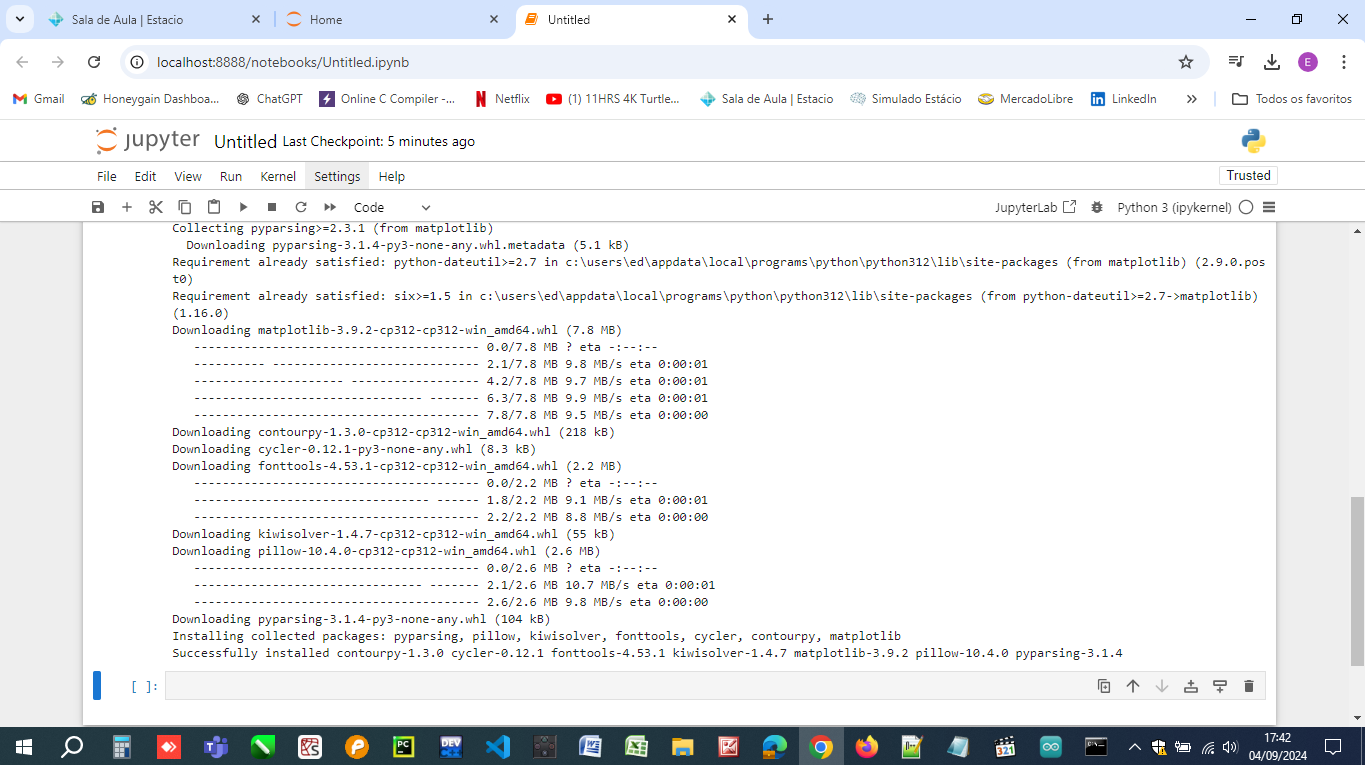 Sala de Aula | Estacio
Home
Untitled
localhost:8888/notebooks/Untitled.ipynb
E
Gmail
Honeygain Dashboa...
ChatGPT
Online C Compiler -...
Netflix
(1) 11HRS 4K Turtle...
Sala de Aula | Estacio
Simulado Estácio
MercadoLibre
LinkedIn
Todos os favoritos
jupyter
Untitled Last Checkpoint: 5 minutes ago
File Edit View Run Kernel Settings Help
Trusted
Code
JupyterLab
Python 3 (ipykernel)
Collecting pyparsing>=2.3.1 (from matplotlib)
  Downloading pyparsing-3.1.4-py3-none-any.whl.metadata (5.1 kB)
Requirement already satisfied: python-dateutil>=2.7 in c:\users\ed\appdata\local\programs\python\python312\lib\site-packages (from matplotlib) (2.9.0.pos
t0)
Requirement already satisfied: six>=1.5 in c:\users\ed\appdata\local\programs\python\python312\lib\site-packages (from python-dateutil>=2.7->matplotlib)
(1.16.0)
Downloading matplotlib-3.9.2-cp312-cp312-win_amd64.whl (7.8 MB)
   ---------------------------------------- 0.0/7.8 MB ? eta -:--:--
   ---------- ----------------------------- 2.1/7.8 MB 9.8 MB/s eta 0:00:01
   --------------------- ------------------ 4.2/7.8 MB 9.7 MB/s eta 0:00:01
   -------------------------------- ------- 6.3/7.8 MB 9.9 MB/s eta 0:00:01
   ---------------------------------------- 7.8/7.8 MB 9.5 MB/s eta 0:00:00
Downloading contourpy-1.3.0-cp312-cp312-win_amd64.whl (218 kB)
Downloading cycler-0.12.1-py3-none-any.whl (8.3 kB)
Downloading fonttools-4.53.1-cp312-cp312-win_amd64.whl (2.2 MB)
   ---------------------------------------- 0.0/2.2 MB ? eta -:--:--
   --------------------------------- ------ 1.8/2.2 MB 9.1 MB/s eta 0:00:01
   ---------------------------------------- 2.2/2.2 MB 8.8 MB/s eta 0:00:00
Downloading kiwisolver-1.4.7-cp312-cp312-win_amd64.whl (55 kB)
Downloading pillow-10.4.0-cp312-cp312-win_amd64.whl (2.6 MB)
   ---------------------------------------- 0.0/2.6 MB ? eta -:--:--
   -------------------------------- ------- 2.1/2.6 MB 10.7 MB/s eta 0:00:01
   ---------------------------------------- 2.6/2.6 MB 9.8 MB/s eta 0:00:00
Downloading pyparsing-3.1.4-py3-none-any.whl (104 kB)
Installing collected packages: pyparsing, pillow, kiwisolver, fonttools, cycler, contourpy, matplotlib
Successfully installed contourpy-1.3.0 cycler-0.12.1 fonttools-4.53.1 kiwisolver-1.4.7 matplotlib-3.9.2 pillow-10.4.0 pyparsing-3.1.4
[ ]:
PC
DEV
321
17:42
04/09/2024